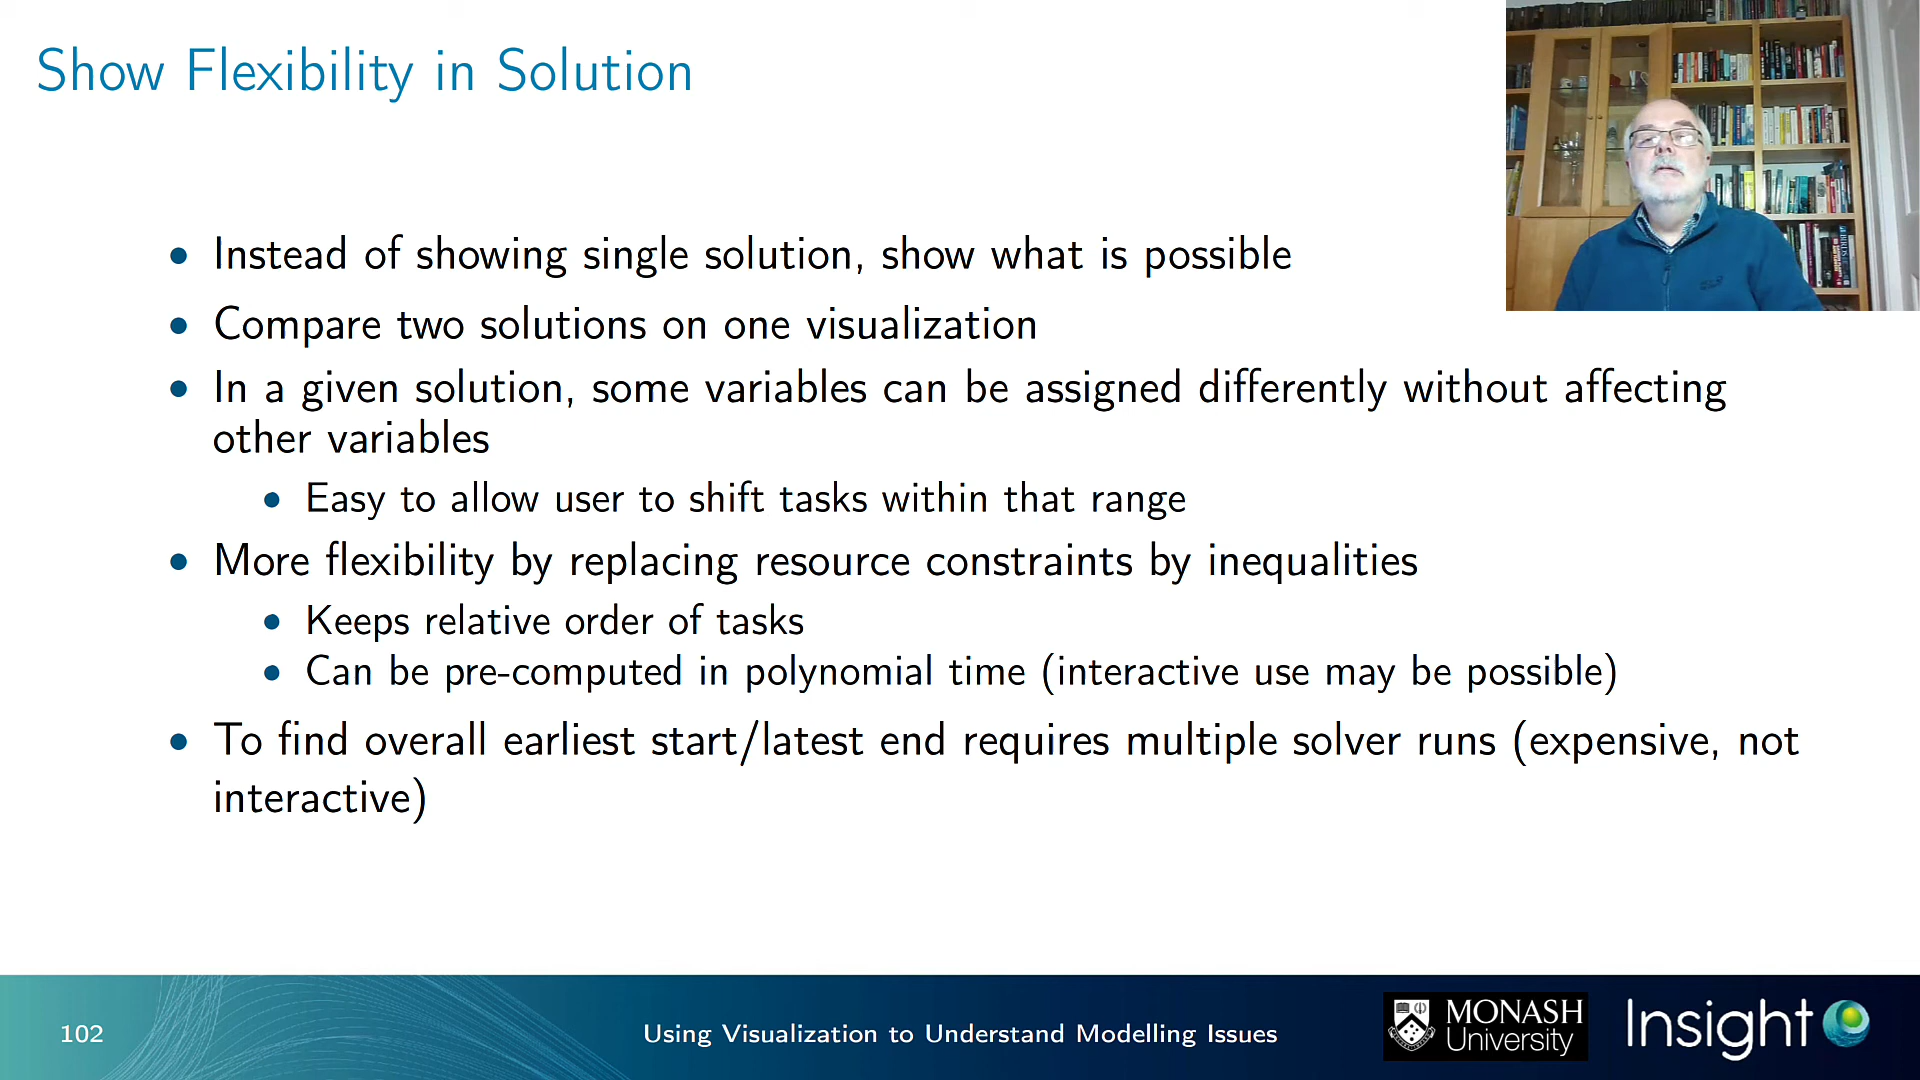 Show Flexibility in Solution
Instead of showing single solution, show what is possible
Compare two solutions on one visualization
In a given solution, some variables can be assigned differently without affecting
other variables
Easy to allow user to shift tasks within that range
More flexibility by replacing resource constraints by inequalities
Keeps relative order of tasks
Can be pre-computed in polynomial time (interactive use may be possible)
To find overall earliest start/latest end requires multiple solver runs (expensive, not
interactive)
102
Using Visualization to Understand Modelling Issues
MONASH
University
Insight